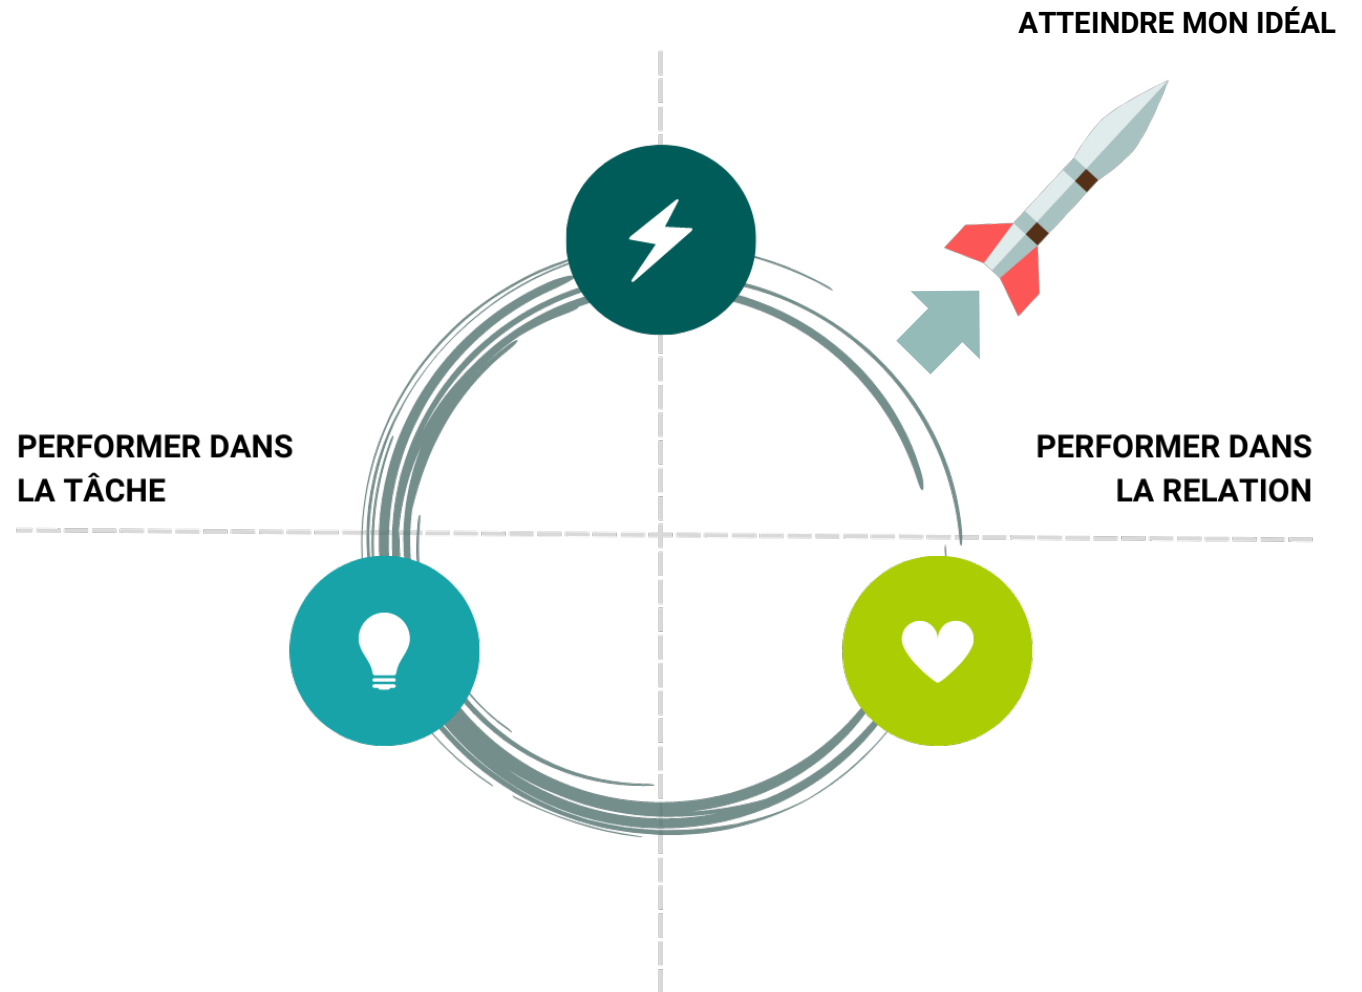 ATTEINDRE MON IDÉAL
PERFORMER DANS
LA TÂCHE
PERFORMER DANS
LA RELATION